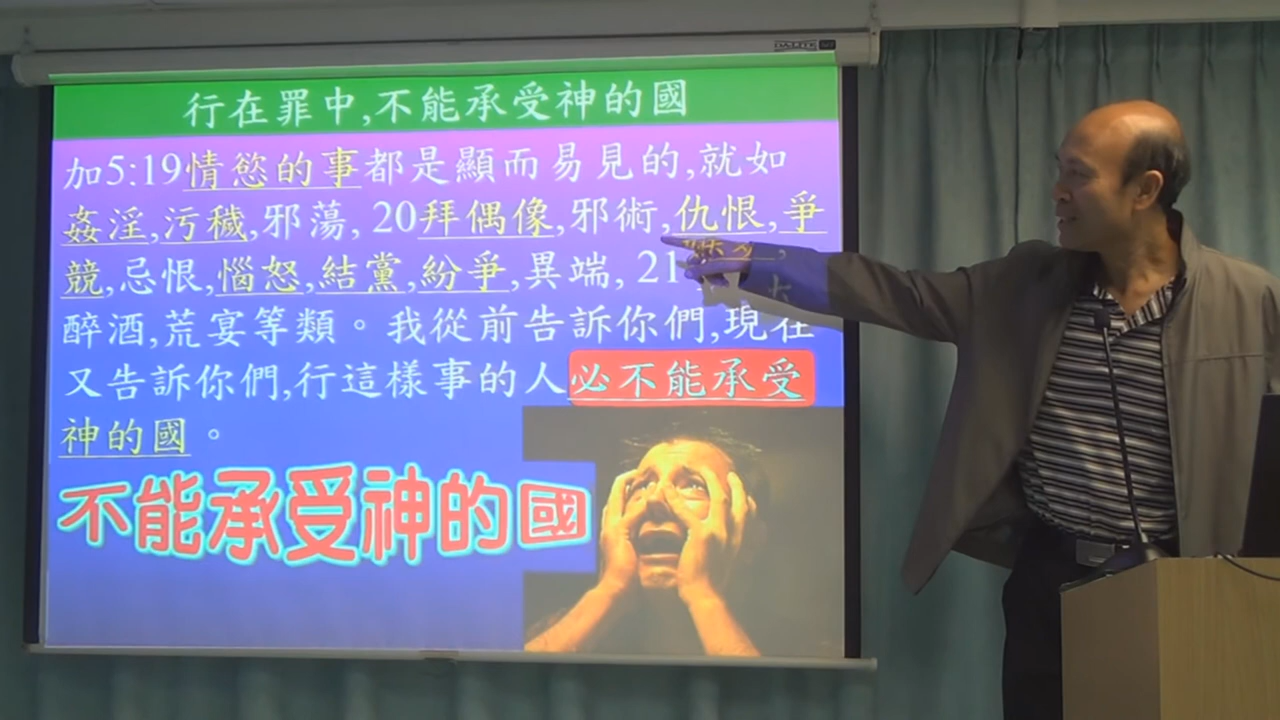 行在罪中,不能承受神的國
加5:19情慾的事都是顯而易見的,就如
姦淫,污穢,邪蕩, 20拜偶像,邪術,仇恨,爭
競,忌恨,惱怒,結黨,紛爭,異端, 21
醉酒,荒宴等類。我從前告訴你們,現在
又告訴你們,行這樣事的人必不能承受
神的國。
不能承受神的國